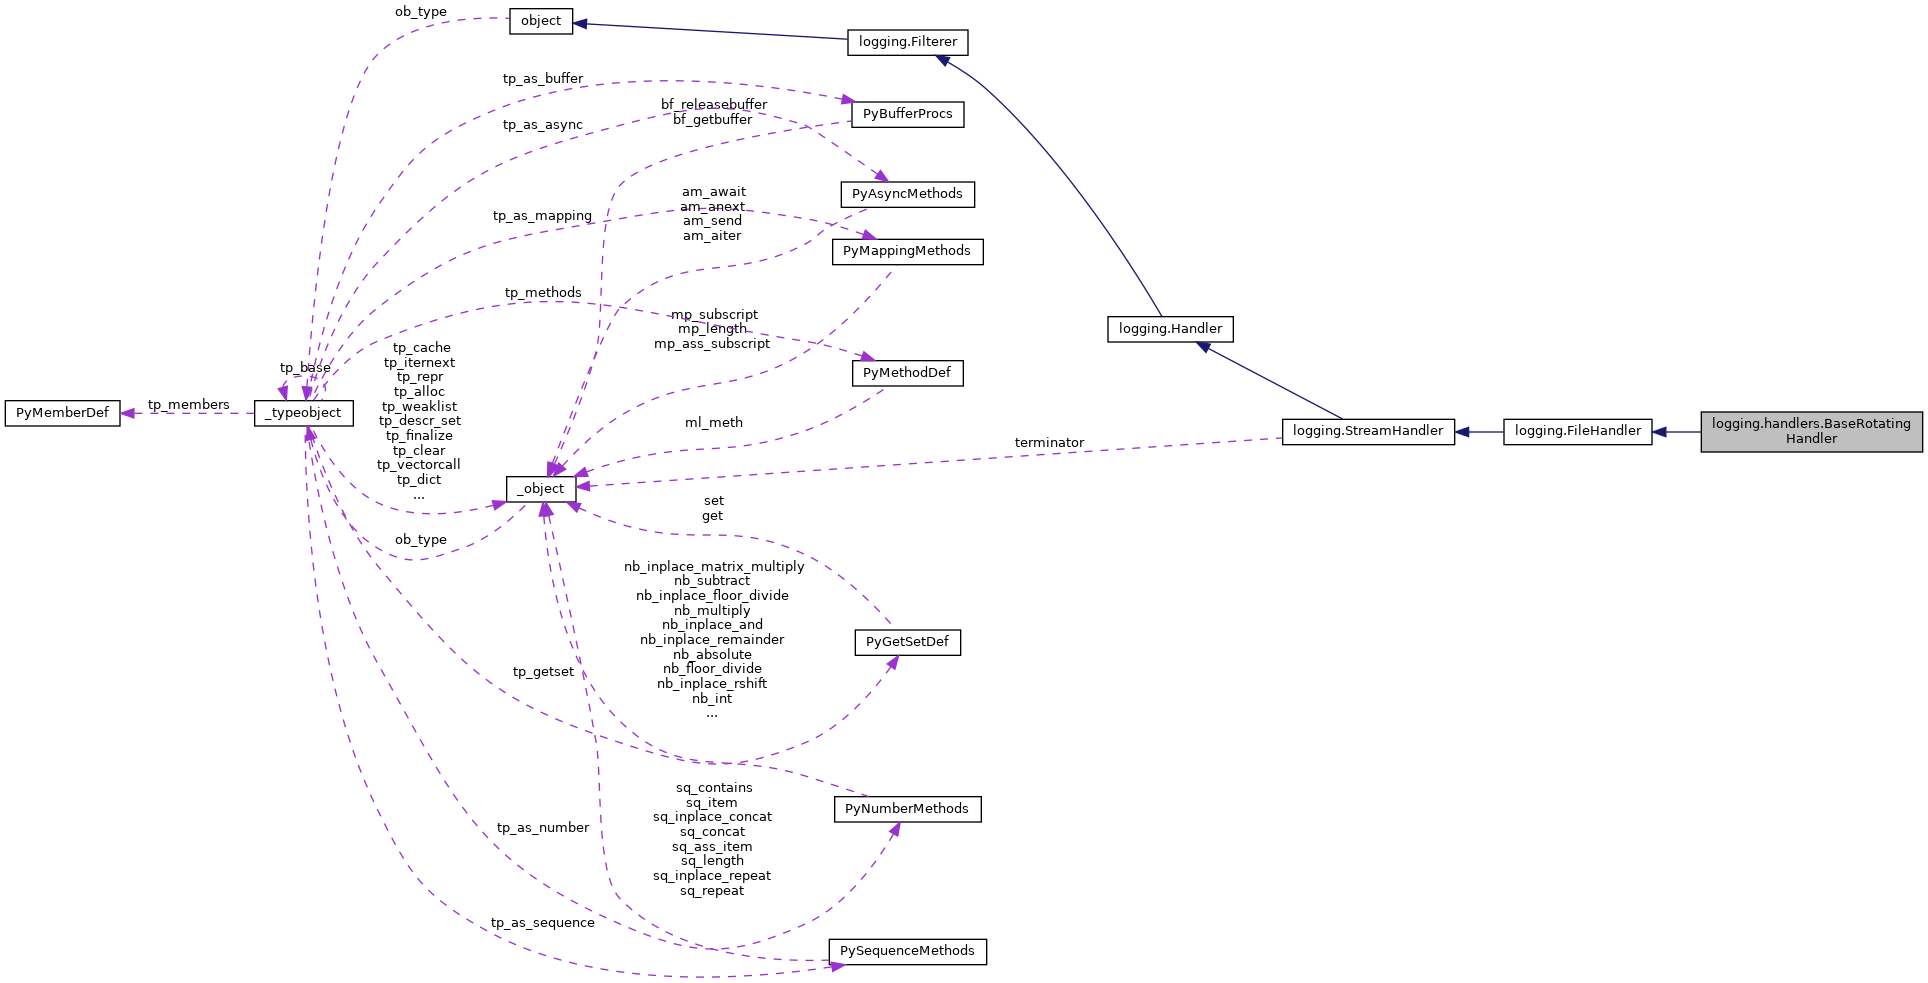 ob_type
object
logging.Filterer
tp_as_buffer
bf_releasebuffer
bf_getbuffer
PyBufferProcs
tp_as_async
am_await
am_anext
am_send
am_aiter
PyAsyncMethods
tp_as_mapping
PyMappingMethods
tp_methods
mp_subscript
mp_length
mp_ass_subscript
logging.Handler
tp_base
tp_cache
tp_iternext
tp_repr
tp_alloc
tp_weaklist
tp_descr_set
tp_finalize
tp_clear
tp_vectorcall
tp_dict
...
PyMethodDef
PyMemberDef
tp_members
_typeobject
ml_meth
terminator
logging.StreamHandler
logging.FileHandler
logging.handlers.BaseRotating
Handler
_object
set
get
ob_type
nb_inplace_matrix_multiply
nb_subtract
nb_inplace_floor_divide
nb_multiply
nb_inplace_and
nb_inplace_remainder
nb_absolute
nb_floor_divide
nb_inplace_rshift
nb_int
...
PyGetSetDef
tp_getset
sq_contains
sq_item
sq_inplace_concat
sq_concat
sq_ass_item
sq_length
sq_inplace_repeat
sq_repeat
PyNumberMethods
tp_as_number
tp_as_sequence
PySequenceMethods